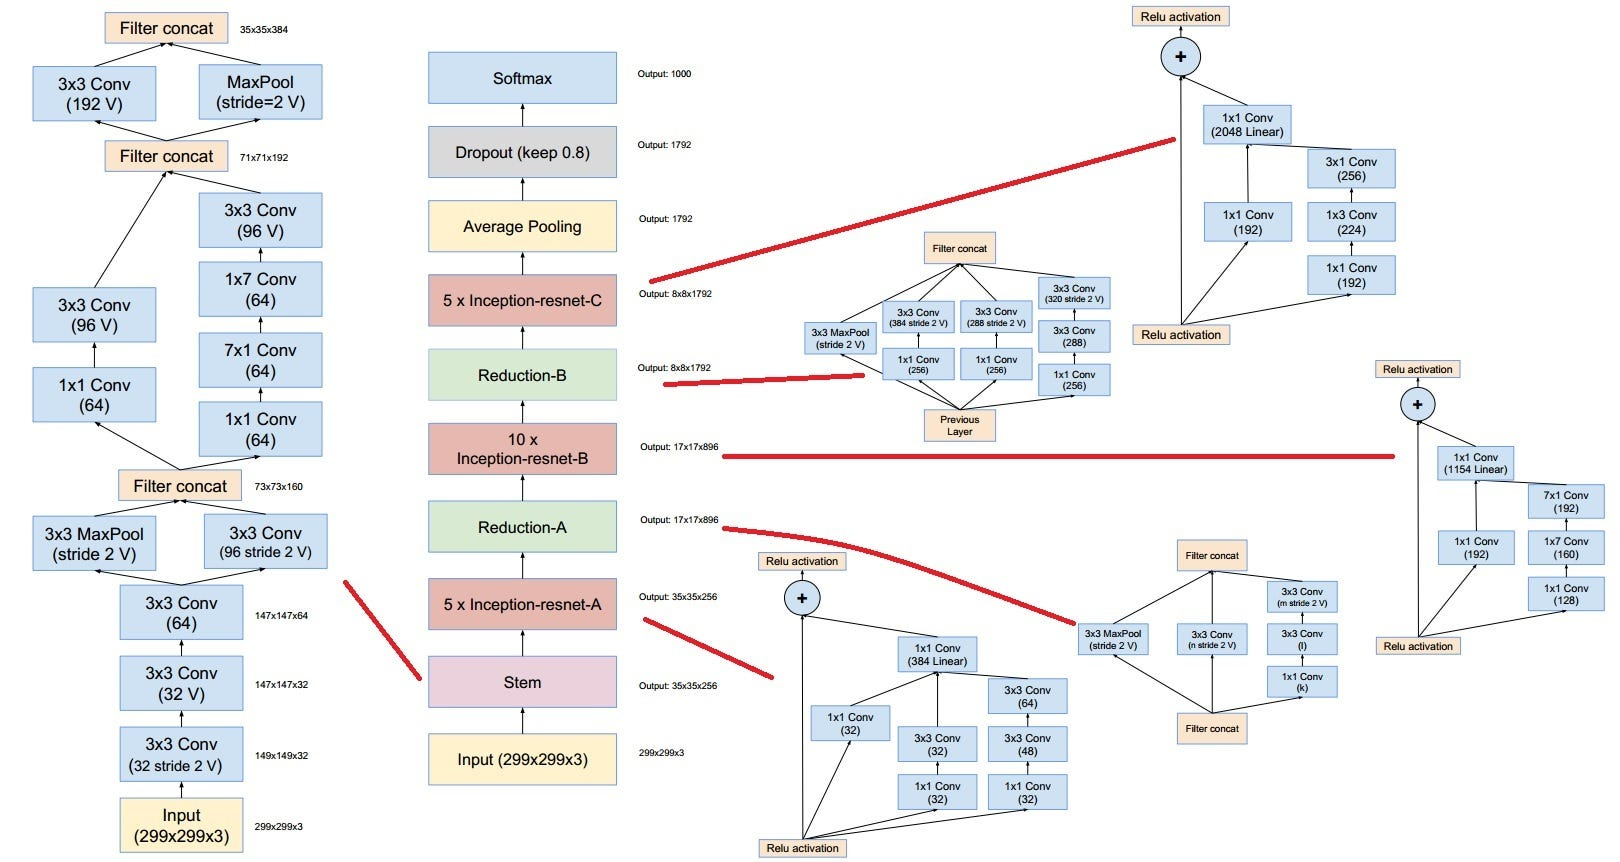 Filter concat
35x35x384
3x3 Conv
(192 V)
MaxPool
(stride=2 V)
Filter concat
71x71x192
3x3 Conv
(96 V)
1x7 Conv
(64)
3x3 Conv
(96 V)
7x1 Conv
(64)
1x1 Conv
(64)
1x1 Conv
(64)
Filter concat
73x73x160
3x3 MaxPool
(stride 2 V)
3x3 Conv
(96 stride 2 V)
3x3 Conv
(64)
147x147x64
3x3 Conv
(32 V)
147x147x32
3x3 Conv
(32 stride 2 V)
149x149x32
Input
(299x299x3)
299x299x3
Softmax
Output: 1000
Dropout (keep 0.8)
Output: 1792
Average Pooling
Output: 1792
5 x Inception-resnet-C
Output: 8x8x1792
Reduction-B
Output: 8x8x1792
10 x
Inception-resnet-B
Output: 17x17x896
Reduction-A
Output: 17x17x896
5 x Inception-resnet-A
Output: 35x35x256
Stem
Output: 35x35x256
Input (299x299x3)
299x299x3
Relu activation
+
1x1 Conv
(2048 Linear)
3x1 Conv
(256)
1x1 Conv
(192)
1x3 Conv
(224)
1x1 Conv
(192)
Relu activation
Filter concat
3x3 Conv
(320 stride 2 V)
3x3 Conv
(384 stride 2 V)
3x3 Conv
(288 stride 2 V)
3x3 MaxPool
(stride 2 V)
3x3 Conv
(288)
1x1 Conv
(256)
1x1 Conv
(256)
1x1 Conv
(256)
Previous
Layer
Relu activation
+
1x1 Conv
(1154 Linear)
7x1 Conv
(192)
1x1 Conv
(192)
1x7 Conv
(160)
1x1 Conv
(128)
Relu activation
Filter concat
3x3 Conv
(m stride 2 V)
3x3 MaxPool
(stride 2 V)
3x3 Conv
(n stride 2 V)
3x3 Conv
(l)
1x1 Conv
(k)
Filter concat
Relu activation
+
1x1 Conv
(384 Linear)
3x3 Conv
(64)
1x1 Conv
(32)
3x3 Conv
(32)
3x3 Conv
(48)
1x1 Conv
(32)
1x1 Conv
(32)
Relu activation